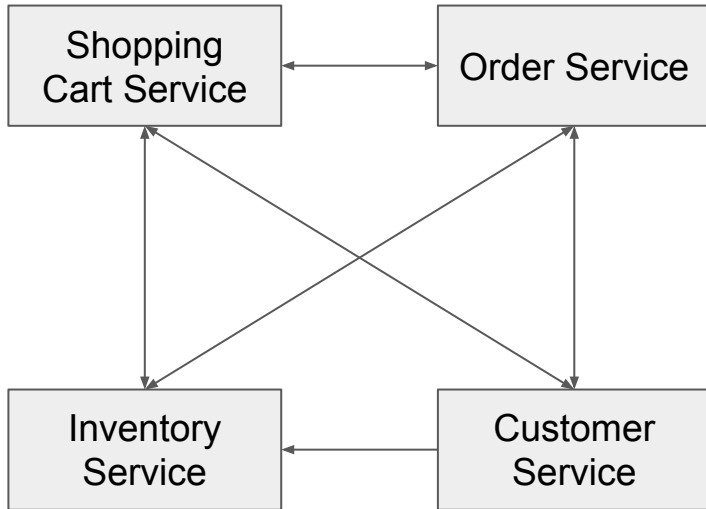 Shopping
Cart Service
Order Service
Inventory
Service
Customer
Service